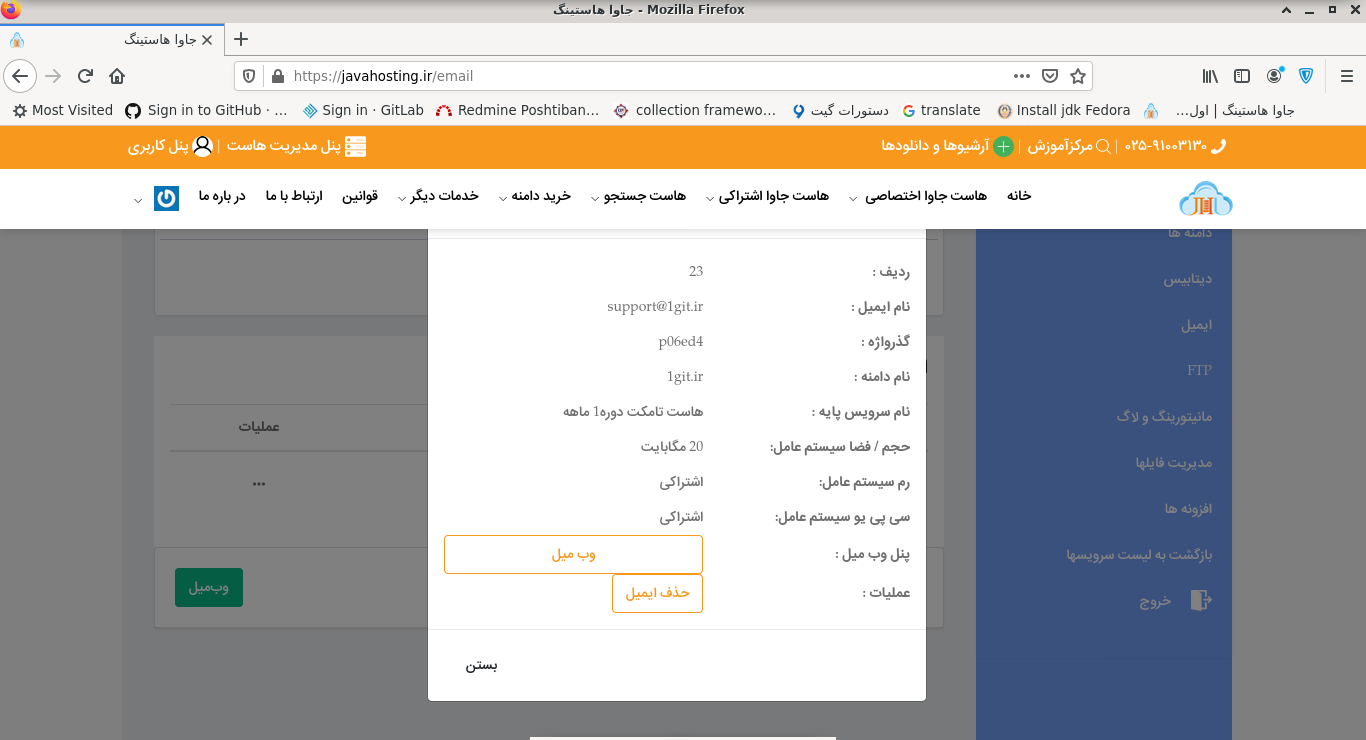 جاوا هاستینگ - Mozilla Firefox
جاوا هاستینگ
https://javahosting.ir/email
Most Visited
Sign in to GitHub · ...
Sign in · GitLab
Redmine Poshtiban...
collection framewo...
دستورات گیت
translate
Install jdk Fedora
جاوا هاستینگ | اول...
۰۲۵-۹۱۰۰۳۱۳۰ | مرکزآموزش | آرشیوها و دانلودها
پنل مدیریت هاست | پنل کاربری
خانه
هاست جاوا اختصاصی
هاست جاوا اشتراکی
هاست جستجو
خرید دامنه
خدمات دیگر
قوانین
ارتباط با ما
در باره ما
دامنه ها
دیتابیس
ایمیل
FTP
مانیتورینگ و لاگ
مدیریت فایلها
افزونه ها
بازگشت به لیست سرویسها
خروج
ردیف : 23
نام ایمیل : support@1git.ir
گذرواژه : p06ed4
نام دامنه : 1git.ir
نام سرویس پایه : هاست تامکت دوره1 ماهه
حجم / فضا سیستم عامل: 20 مگابایت
رم سیستم عامل: اشتراکی
سی پی یو سیستم عامل: اشتراکی
پنل وب میل : وب میل
عملیات : حذف ایمیل
بستن
عملیات
...
وب‌میل